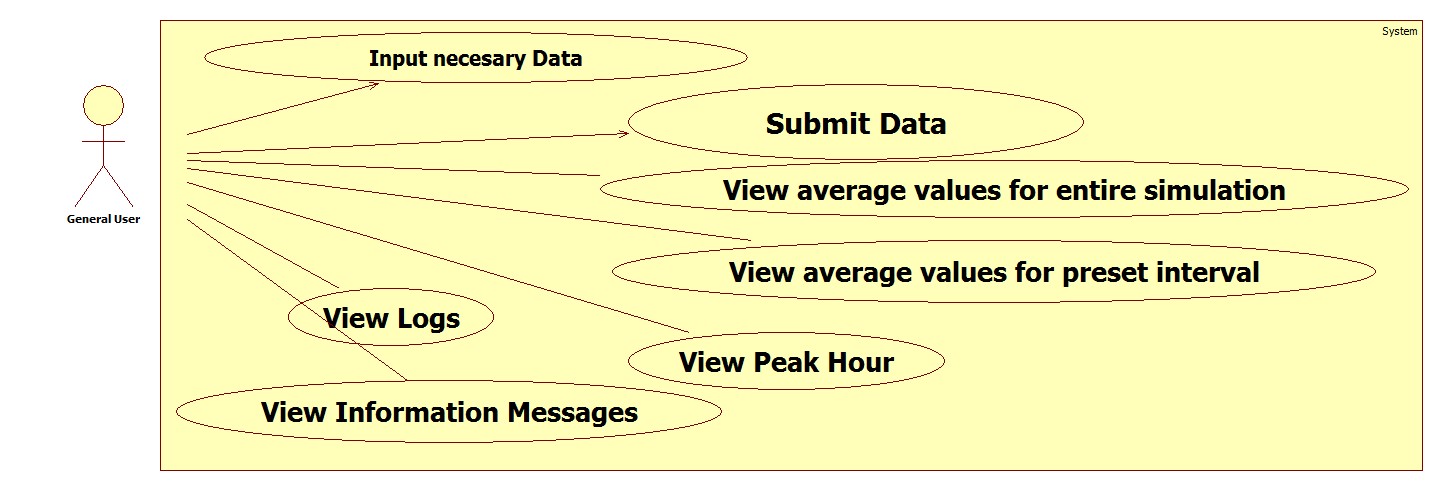 System
Input necesary Data
Submit Data
View average values for entire simulation
General User
View average values for preset interval
View Logs
View Peak Hour
View Information Messages